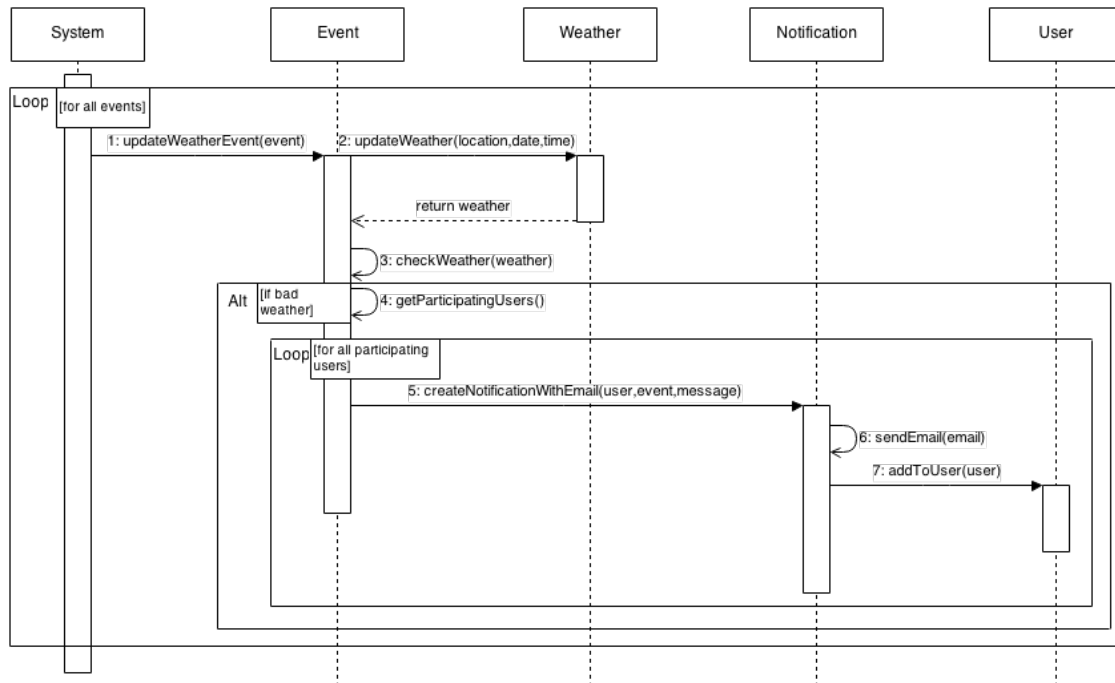 System
Event
Weather
Notification
User
Loop
[for all events]
1: updateWeatherEvent(event)
2: updateWeather(location,date,time)
return weather
3: checkWeather(weather)
Alt
[if bad
weather]
4: getParticipatingUsers()
Loop
[for all participating
users]
5: createNotificationWithEmail(user,event,message)
6: sendEmail(email)
7: addToUser(user)